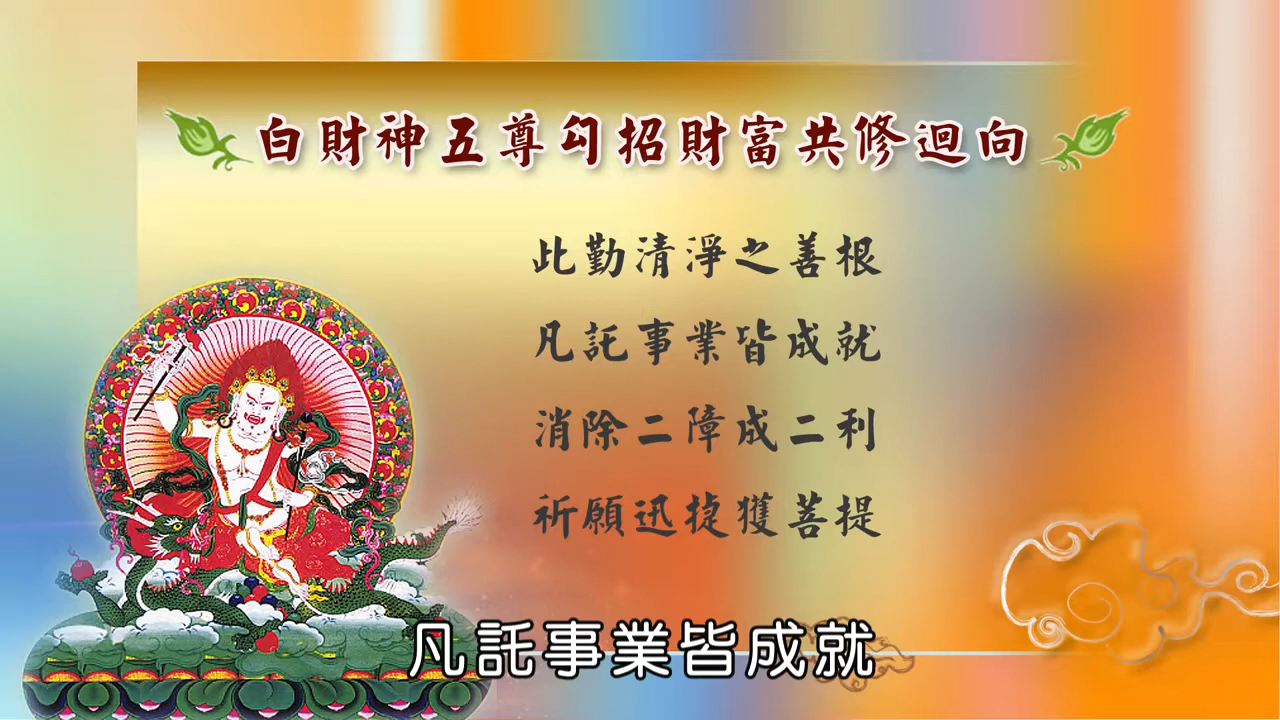 白財神五尊勾招財富共修迴向
此勤清淨之善根
凡託事業皆成就
消除二障成二利
祈願迅捷獲菩提
凡託事業皆成就